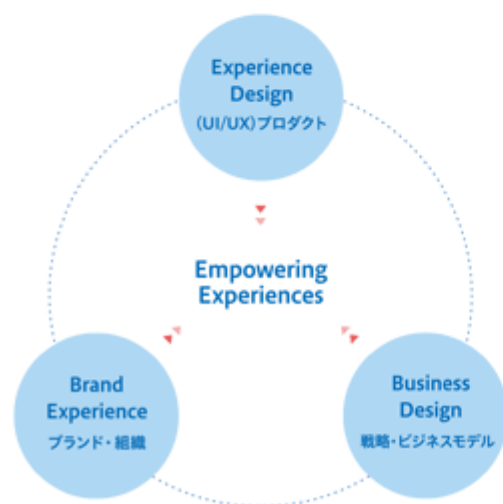 Experience
Design
(UI/UX)プロダクト
Empowering
Experiences
Brand
Experience
ブランド・組織
Business
Design
戦略・ビジネスモデル